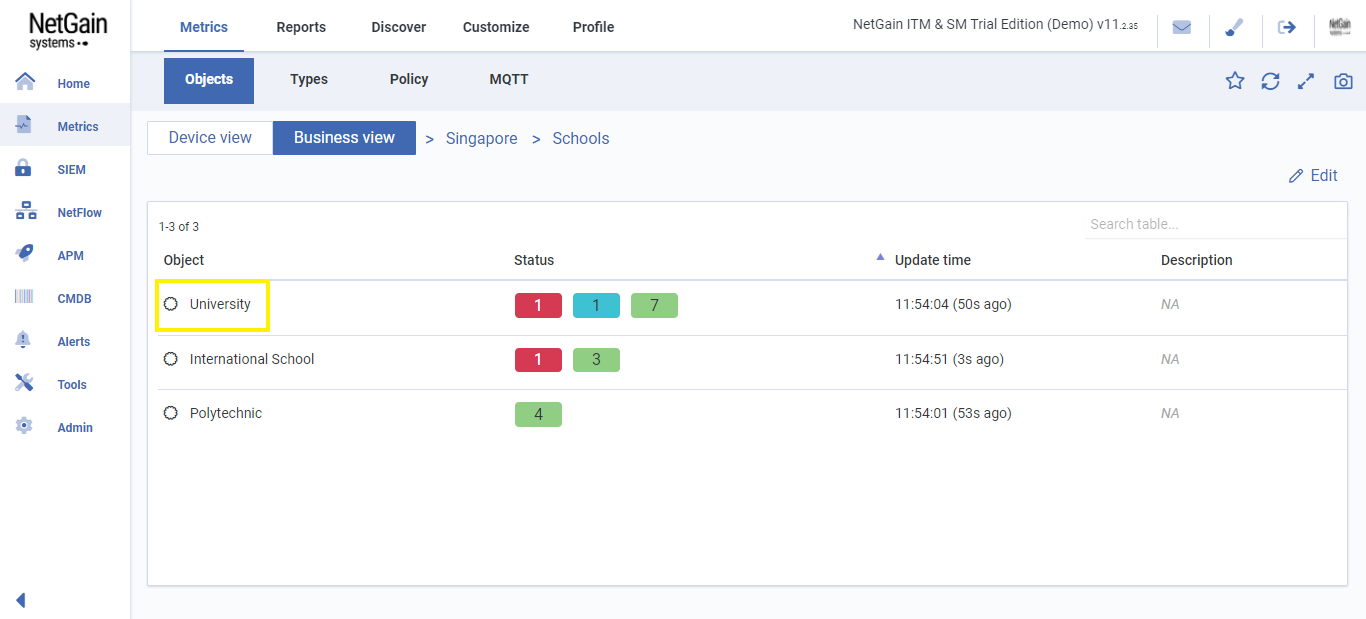 NetGain
systems
Metrics Reports Discover Customize Profile
NetGain ITM & SM Trial Edition (Demo) v11.2.35
NetGain
Home
Metrics
SIEM
NetFlow
APM
CMDB
Alerts
Tools
Admin
Objects Types Policy MQTT
Device view Business view > Singapore > Schools
Edit
1-3 of 3 Search table...
Object Status Update time Description
University 1 1 7 11:54:04 (50s ago) NA
International School 1 3 11:54:51 (3s ago) NA
Polytechnic 4 11:54:01 (53s ago) NA